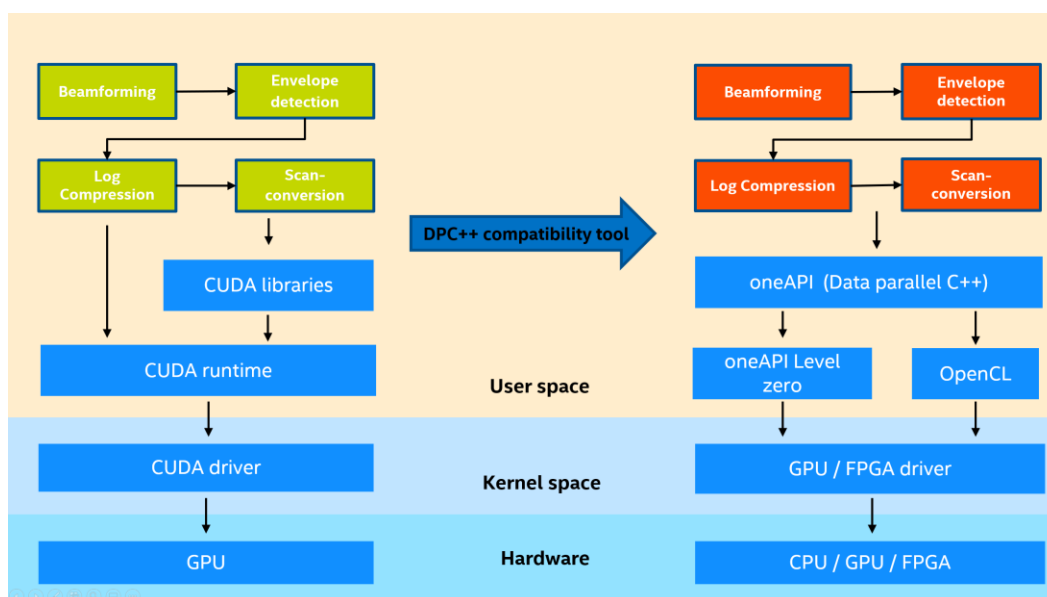 Beamforming
Envelope
detection
Log
Compression
Scan-
conversion
CUDA libraries
CUDA runtime
CUDA driver
GPU
DPC++ compatibility tool
User space
Kernel space
Hardware
Beamforming
Envelope
detection
Log Compression
Scan-
conversion
oneAPI (Data parallel C++)
oneAPI Level
zero
OpenCL
GPU / FPGA driver
CPU / GPU / FPGA